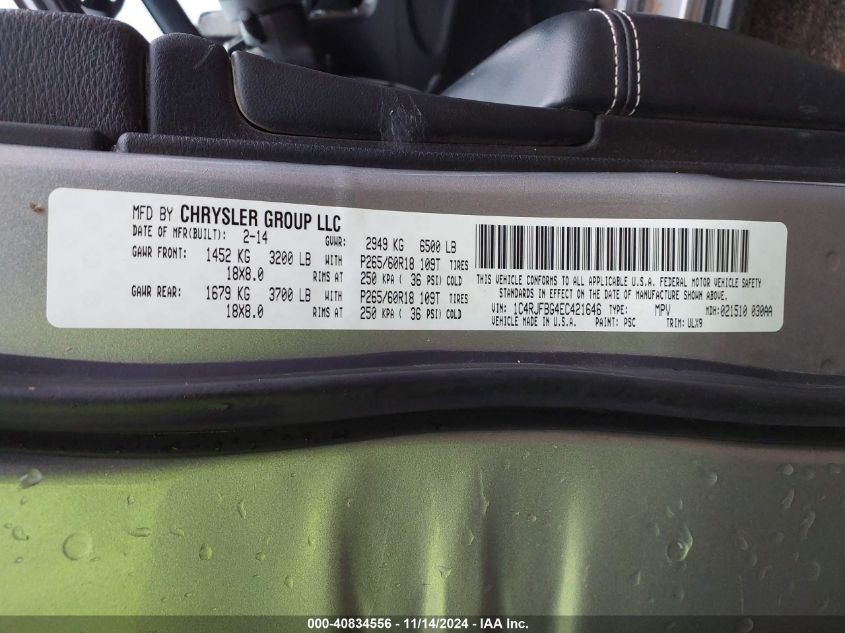 MFD BY CHRYSLER GROUP LLC
DATE OF MFR(BUILT): 2-14 GVWR: 2949 KG 6500 LB
GAWR FRONT: 1452 KG 3200 LB WITH P265/60R18 109T TIRES
18X8.0 RIMS AT 250 KPA ( 36 PSI) COLD
GAWR REAR: 1679 KG 3700 LB WITH P265/60R18 109T TIRES
18X8.0 RIMS AT 250 KPA ( 36 PSI) COLD
THIS VEHICLE CONFORMS TO ALL APPLICABLE U.S.A. FEDERAL MOTOR VEHICLE SAFETY
STANDARDS IN EFFECT ON THE DATE OF MANUFACTURE SHOWN ABOVE.
VIN: 1C4RJFBG4EC421646 TYPE: MPV MDH:021510 030AA
VEHICLE MADE IN U.S.A. PAINT: PSC TRIM: ULX9
000-40834556 - 11/14/2024 - IAA Inc.